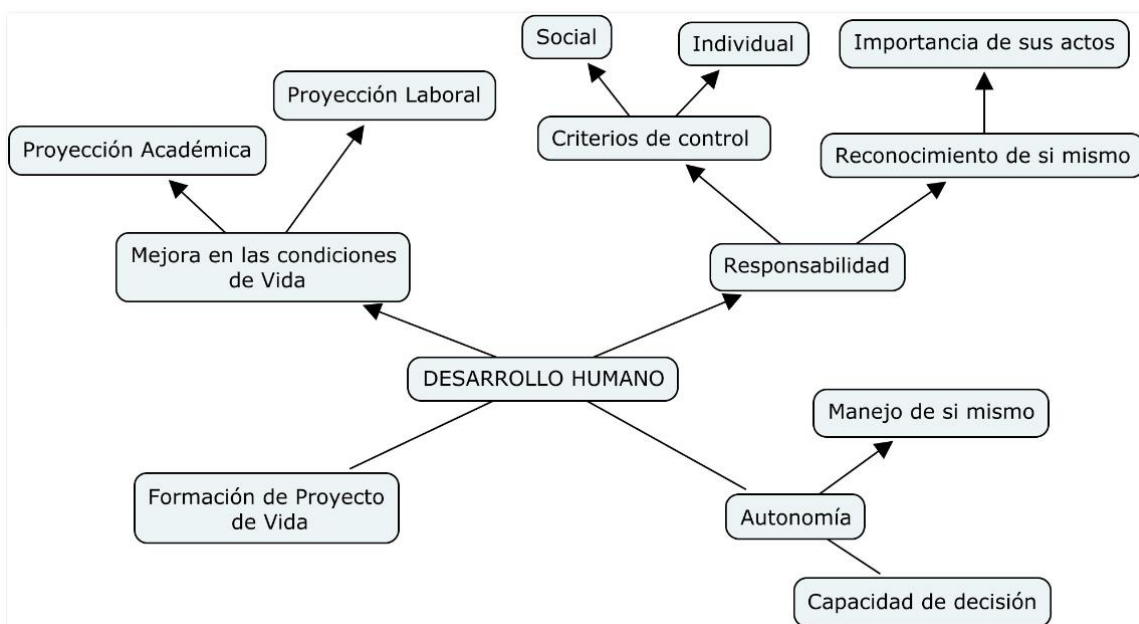 Social
Individual
Importancia de sus actos
Proyección Laboral
Proyección Académica
Criterios de control
Reconocimiento de si mismo
Mejora en las condiciones
de Vida
Responsabilidad
DESARROLLO HUMANO
Manejo de si mismo
Formación de Proyecto
de Vida
Autonomía
Capacidad de decisión